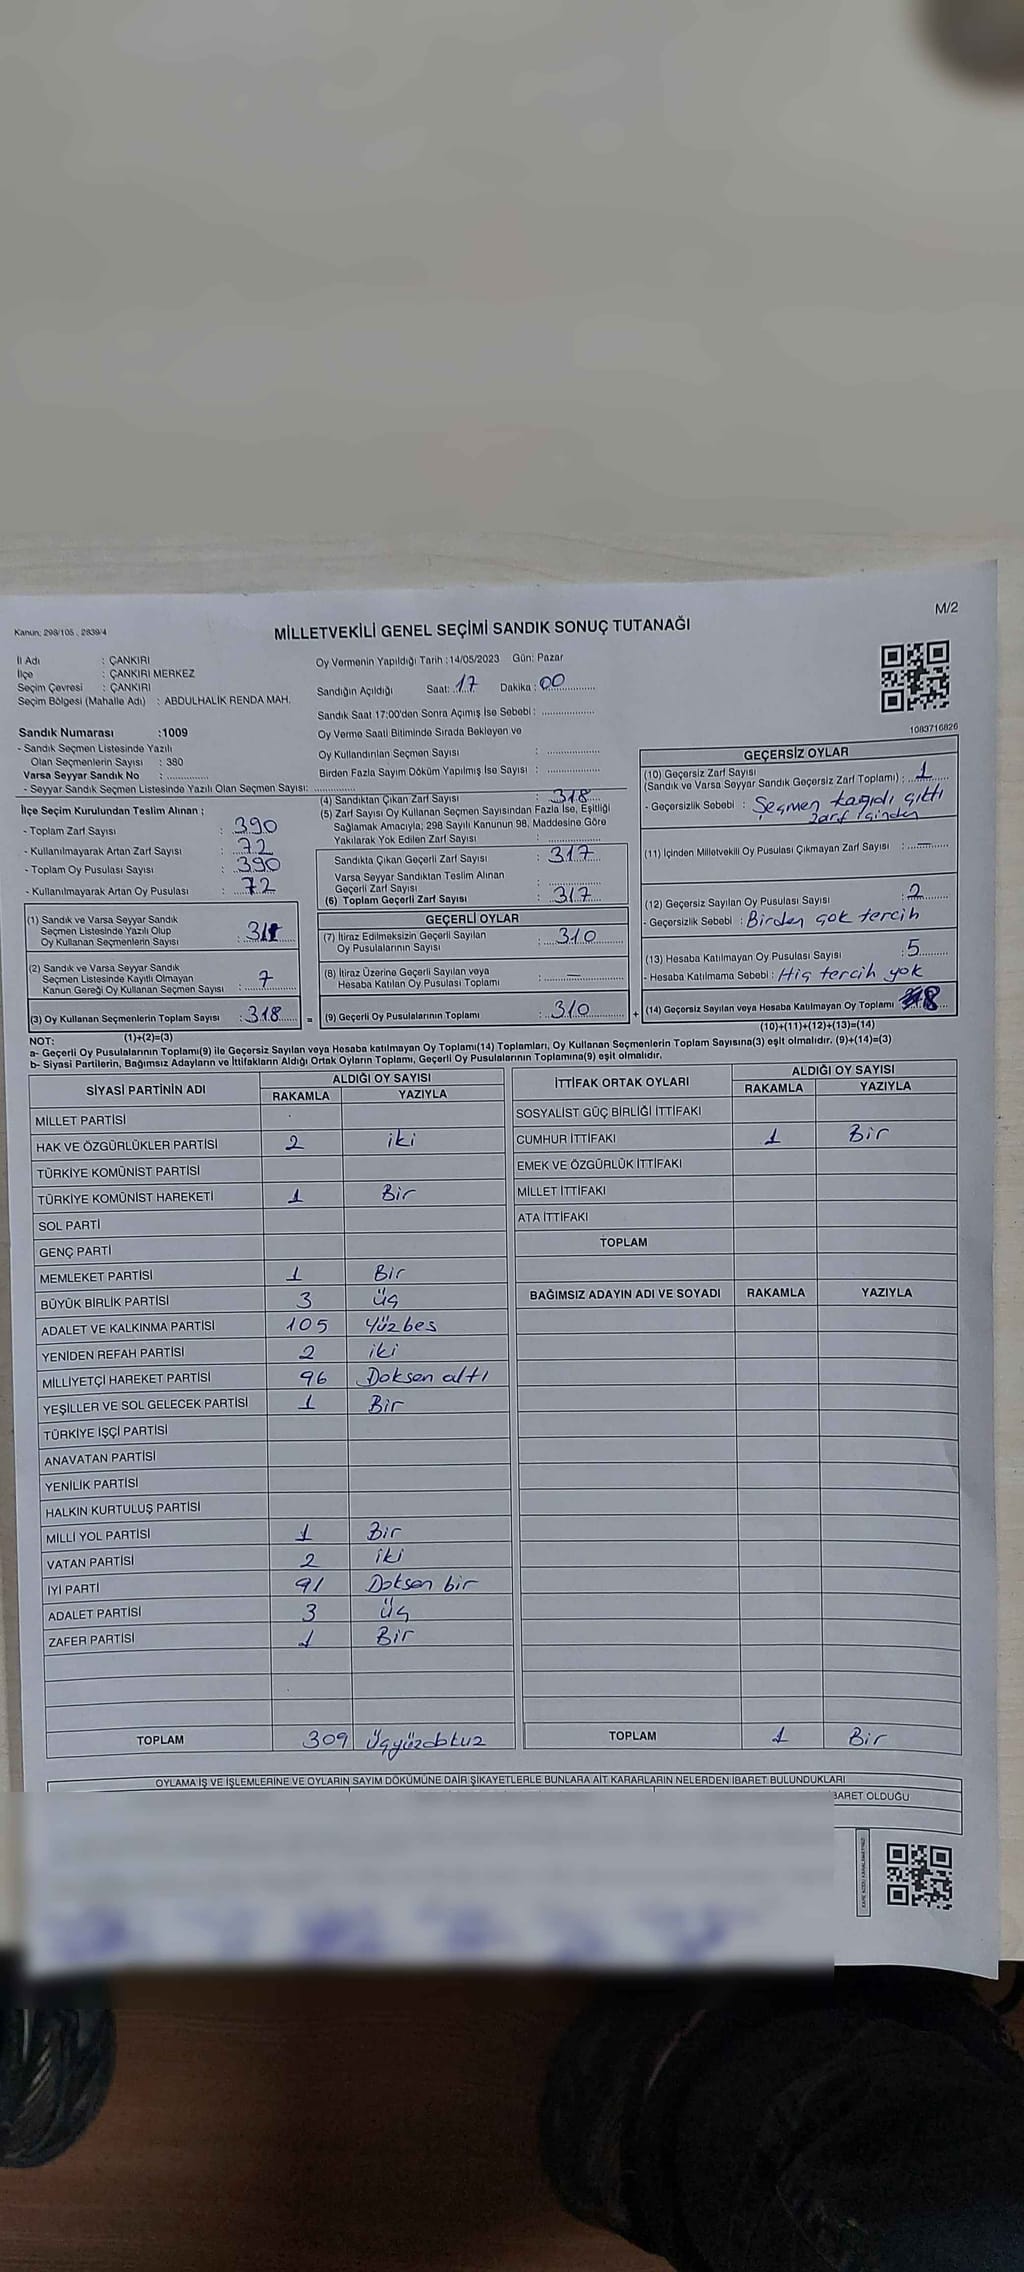 M/2
Kanun; 298/105 , 2839/4
MİLLETVEKİLİ GENEL SEÇİMİ SANDIK SONUÇ TUTANAĞI
İl Adı : ÇANKIRI
İlçe : ÇANKIRI MERKEZ
Seçim Çevresi : ÇANKIRI
Seçim Bölgesi (Mahalle Adı) : ABDULHALİK RENDA MAH.
Oy Vermenin Yapıldığı Tarih :14/05/2023 Gün: Pazar
Sandığın Açıldığı Saat: 17 Dakika : 00
Sandık Saat 17:00'den Sonra Açımış İse Sebebi :
Oy Verme Saati Bitiminde Sırada Bekleyen ve
Oy Kullandırılan Seçmen Sayısı :
Birden Fazla Sayım Döküm Yapılmış İse Sayısı :
1083716826
Sandık Numarası :1009
- Sandık Seçmen Listesinde Yazılı
Olan Seçmenlerin Sayısı : 380
Varsa Seyyar Sandık No :
- Seyyar Sandık Seçmen Listesinde Yazılı Olan Seçmen Sayısı:
İlçe Seçim Kurulundan Teslim Alınan ;
- Toplam Zarf Sayısı : 390
- Kullanılmayarak Artan Zarf Sayısı : 72
- Toplam Oy Pusulası Sayısı : 390
- Kullanılmayarak Artan Oy Pusulası : 72
(1) Sandık ve Varsa Seyyar Sandık
Seçmen Listesinde Yazılı Olup
Oy Kullanan Seçmenlerin Sayısı :
(2) Sandık ve Varsa Seyyar Sandık
Seçmen Listesinde Kayıtlı Olmayan
Kanun Gereği Oy Kullanan Seçmen Sayısı : 7
(3) Oy Kullanan Seçmenlerin Toplam Sayısı : 318
(1)+(2)=(3)
(4) Sandıktan Çıkan Zarf Sayısı : 318
(5) Zarf Sayısı Oy Kullanan Seçmen Sayısından Fazla İse, Eşitliği
Sağlamak Amacıyla, 298 Sayılı Kanunun 98. Maddesine Göre
Yakılarak Yok Edilen Zarf Sayısı :
Sandıkta Çıkan Geçerli Zarf Sayısı : 317
Varsa Seyyar Sandıktan Teslim Alınan
Geçerli Zarf Sayısı :
(6) Toplam Geçerli Zarf Sayısı : 317
GEÇERLİ OYLAR
(7) İtiraz Edilmeksizin Geçerli Sayılan
Oy Pusulalarının Sayısı : 310
(8) İtiraz Üzerine Geçerli Sayılan veya
Hesaba Katılan Oy Pusulası Toplamı : —
= (9) Geçerli Oy Pusulalarının Toplamı : 310 +
GEÇERSİZ OYLAR
(10) Geçersiz Zarf Sayısı
(Sandık ve Varsa Seyyar Sandık Geçersiz Zarf Toplamı) : 1
- Geçersizlik Sebebi : Seçmen kağıdı çıktı
zarf içinden
(11) İçinden Milletvekili Oy Pusulası Çıkmayan Zarf Sayısı : —
(12) Geçersiz Sayılan Oy Pusulası Sayısı : 2
- Geçersizlik Sebebi : Birden çok tercih
(13) Hesaba Katılmayan Oy Pusulası Sayısı : 5
- Hesaba Katılmama Sebebi : Hiç tercih yok
(14) Geçersiz Sayılan veya Hesaba Katılmayan Oy Toplamı 8
(10)+(11)+(12)+(13)=(14)
NOT:
a- Geçerli Oy Pusulalarının Toplamı(9) ile Geçersiz Sayılan veya Hesaba katılmayan Oy Toplamı(14) Toplamları, Oy Kullanan Seçmenlerin Toplam Sayısına(3) eşit olmalıdır. (9)+(14)=(3)
b- Siyasi Partilerin, Bağımsız Adayların ve İttifakların Aldığı Ortak Oyların Toplamı, Geçerli Oy Pusulalarının Toplamına(9) eşit olmalıdır.
SİYASİ PARTİNİN ADI ALDIĞI OY SAYISI
RAKAMLA YAZIYLA
MİLLET PARTİSİ
HAK VE ÖZGÜRLÜKLER PARTİSİ 2 iki
TÜRKİYE KOMÜNİST PARTİSİ
TÜRKİYE KOMÜNİST HAREKETİ 1 Bir
SOL PARTİ
GENÇ PARTİ
MEMLEKET PARTİSİ 1 Bir
BÜYÜK BİRLİK PARTİSİ 3 üç
ADALET VE KALKINMA PARTİSİ 105 Yüzbeş
YENİDEN REFAH PARTİSİ 2 iki
MİLLİYETÇİ HAREKET PARTİSİ 96 Doksan altı
YEŞİLLER VE SOL GELECEK PARTİSİ 1 Bir
TÜRKİYE İŞÇİ PARTİSİ
ANAVATAN PARTİSİ
YENİLİK PARTİSİ
HALKIN KURTULUŞ PARTİSİ
MİLLİ YOL PARTİSİ 1 Bir
VATAN PARTİSİ 2 iki
İYİ PARTİ 91 Doksan bir
ADALET PARTİSİ 3 üç
ZAFER PARTİSİ 1 Bir
TOPLAM 309 üçyüzdokuz
İTTİFAK ORTAK OYLARI ALDIĞI OY SAYISI
RAKAMLA YAZIYLA
SOSYALİST GÜÇ BİRLİĞİ İTTİFAKI
CUMHUR İTTİFAKI 1 Bir
EMEK VE ÖZGÜRLÜK İTTİFAKI
MİLLET İTTİFAKI
ATA İTTİFAKI
TOPLAM
BAĞIMSIZ ADAYIN ADI VE SOYADI RAKAMLA YAZIYLA
TOPLAM 1 Bir
OYLAMA İŞ VE İŞLEMLERİNE VE OYLARIN SAYIM DÖKÜMÜNE DAİR ŞİKAYETLERLE BUNLARA AİT KARARLARIN NELERDEN İBARET BULUNDUKLARI
BARET OLDUĞU